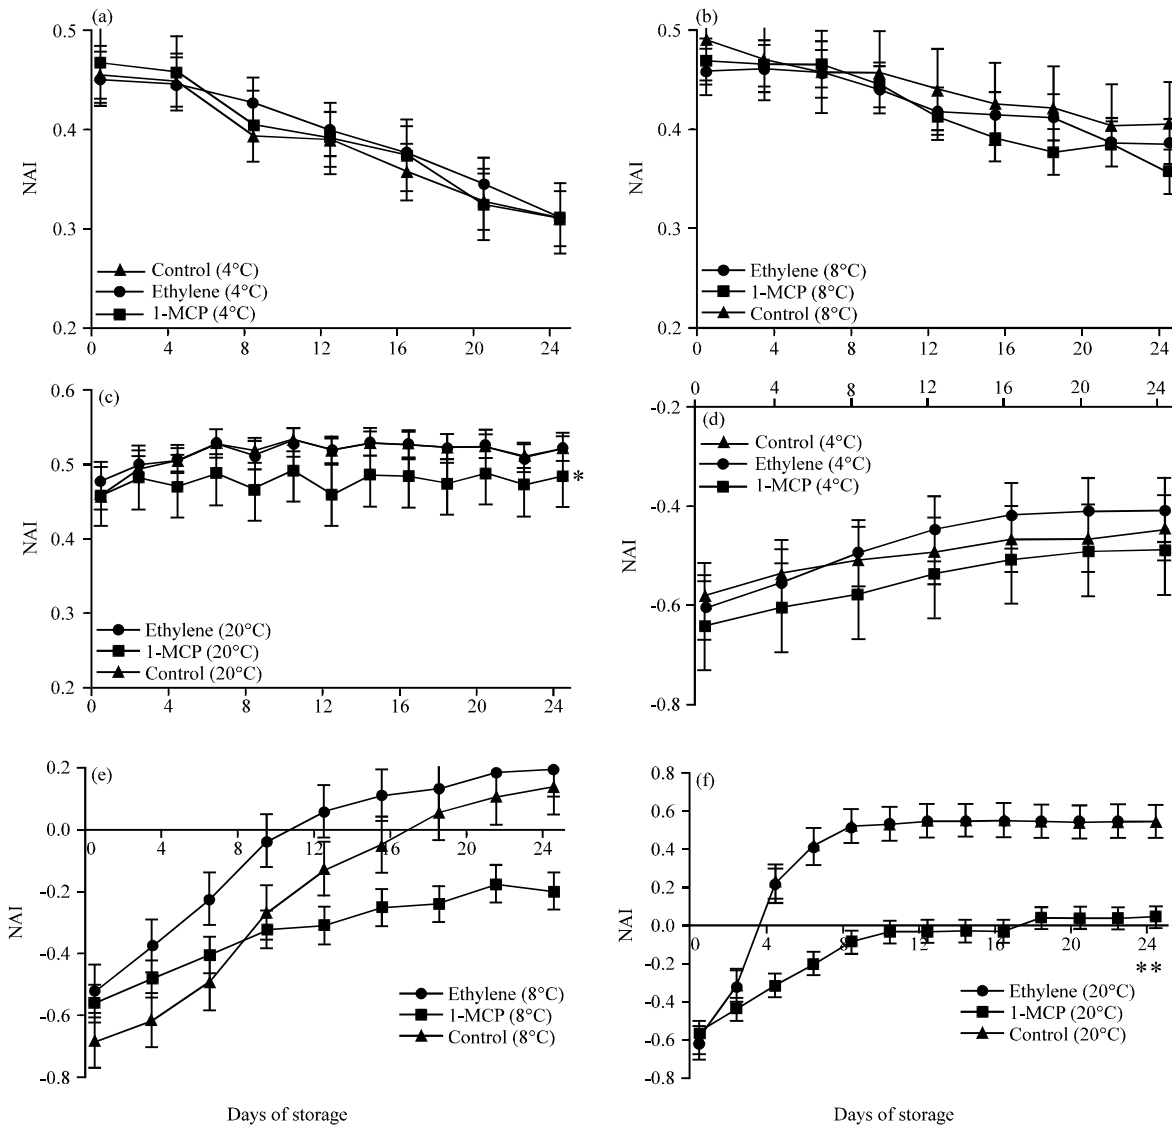 (a)
0.5
0.4
0.3
0.2
NAI
Control (4°C)
Ethylene (4°C)
1-MCP (4°C)
0 4 8 12 16 20 24
(b)
0.5
0.4
0.3
0.2
NAI
Ethylene (8°C)
1-MCP (8°C)
Control (8°C)
0 4 8 12 16 20 24
(c)
0.6
0.5
0.4
0.3
0.2
NAI
*
Ethylene (20°C)
1-MCP (20°C)
Control (20°C)
0 4 8 12 16 20 24
0 4 8 12 16 20 24
(d)
-0.2
-0.4
-0.6
-0.8
NAI
Control (4°C)
Ethylene (4°C)
1-MCP (4°C)
(e)
0.2
0.0
-0.2
-0.4
-0.6
-0.8
NAI
0 4 8 12 16 20 24
Ethylene (8°C)
1-MCP (8°C)
Control (8°C)
Days of storage
(f)
0.8
0.6
0.4
0.2
0.0
-0.2
-0.4
-0.6
-0.8
NAI
0 4 8 12 16 20 24
**
Ethylene (20°C)
1-MCP (20°C)
Control (20°C)
Days of storage